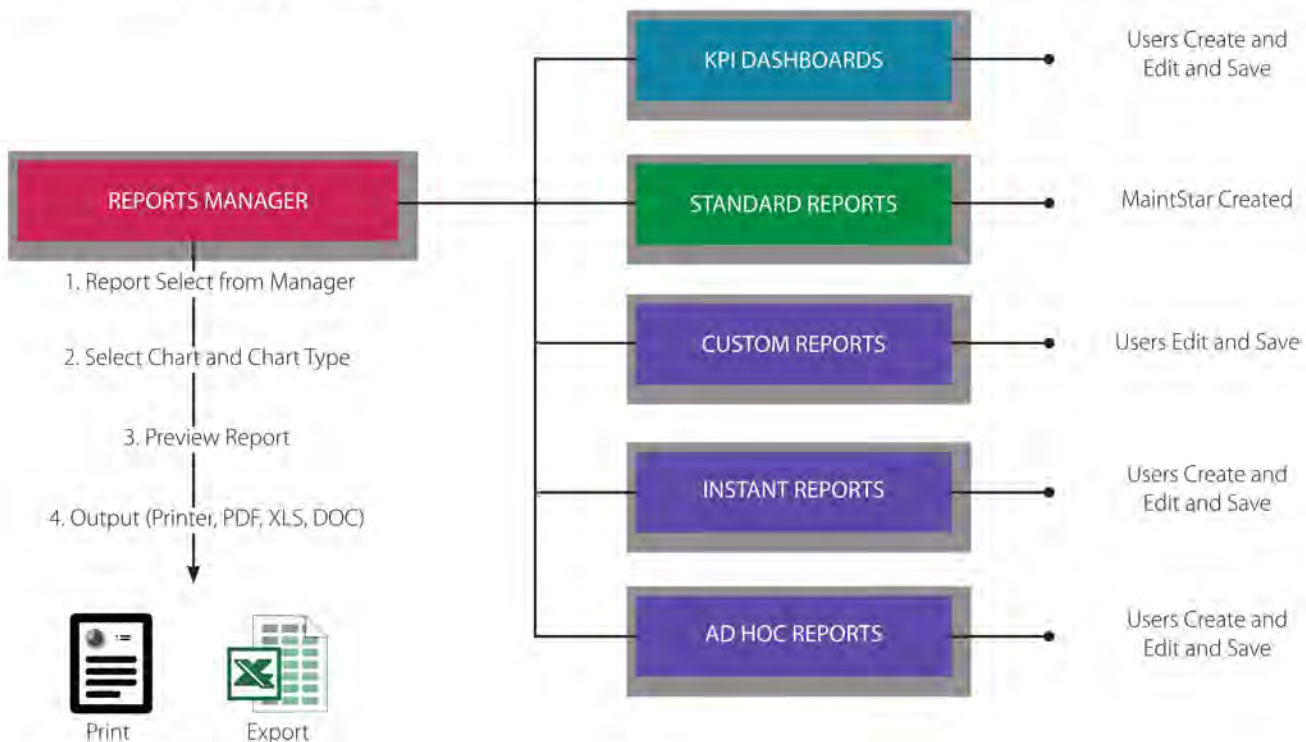 REPORTS MANAGER
1. Report Select from Manager
2. Select Chart and Chart Type
3. Preview Report
4. Output (Printer, PDF, XLS, DOC)
Print
Export
KPI DASHBOARDS
Users Create and
Edit and Save
STANDARD REPORTS
MaintStar Created
CUSTOM REPORTS
Users Edit and Save
INSTANT REPORTS
Users Create and
Edit and Save
AD HOC REPORTS
Users Create and
Edit and Save